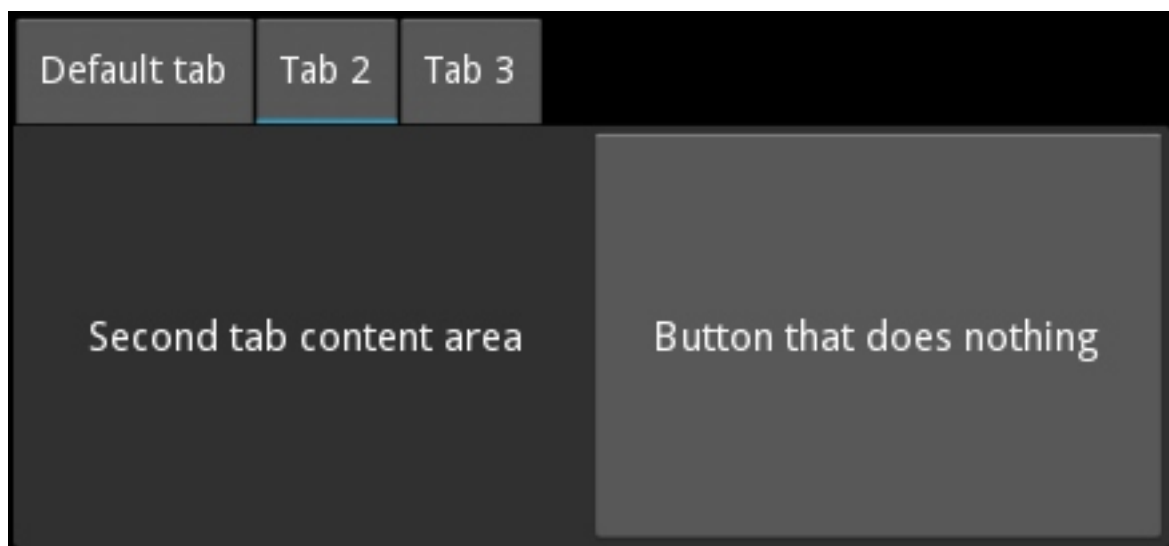 Default tab Tab 2 Tab 3
Second tab content area Button that does nothing